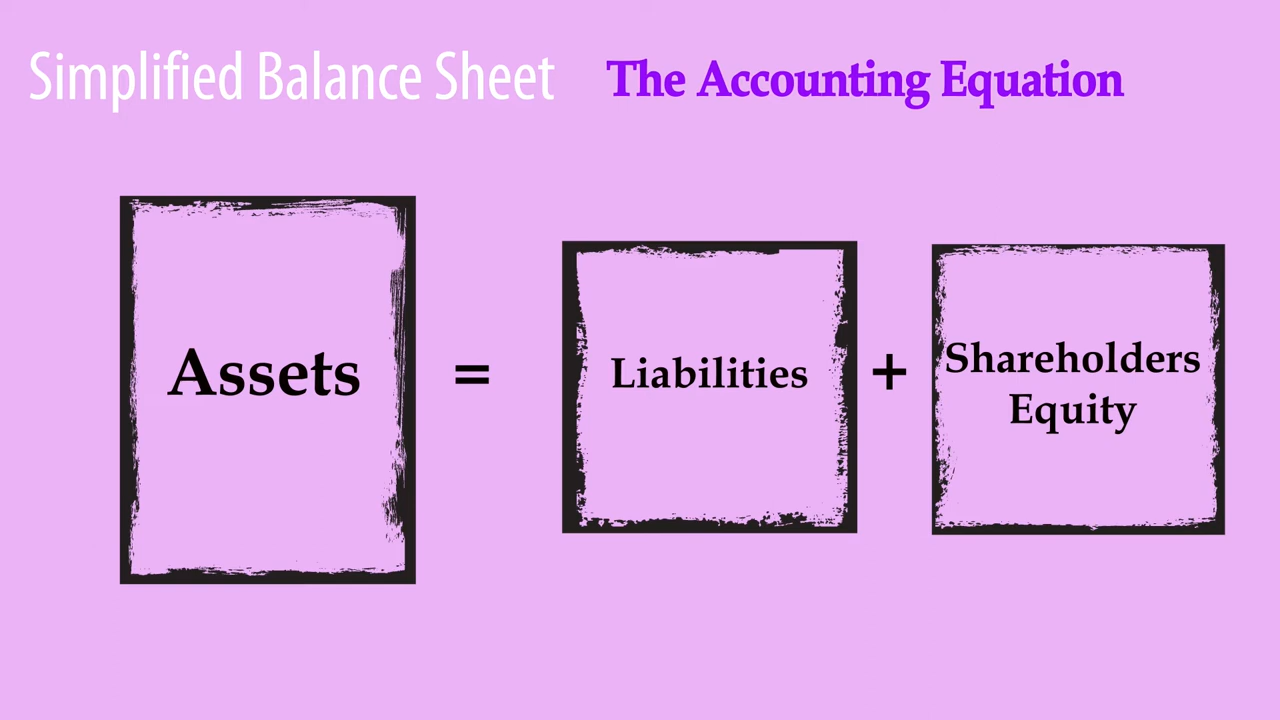 Simplified Balance Sheet The Accounting Equation
Assets = Liabilities + Shareholders
Equity